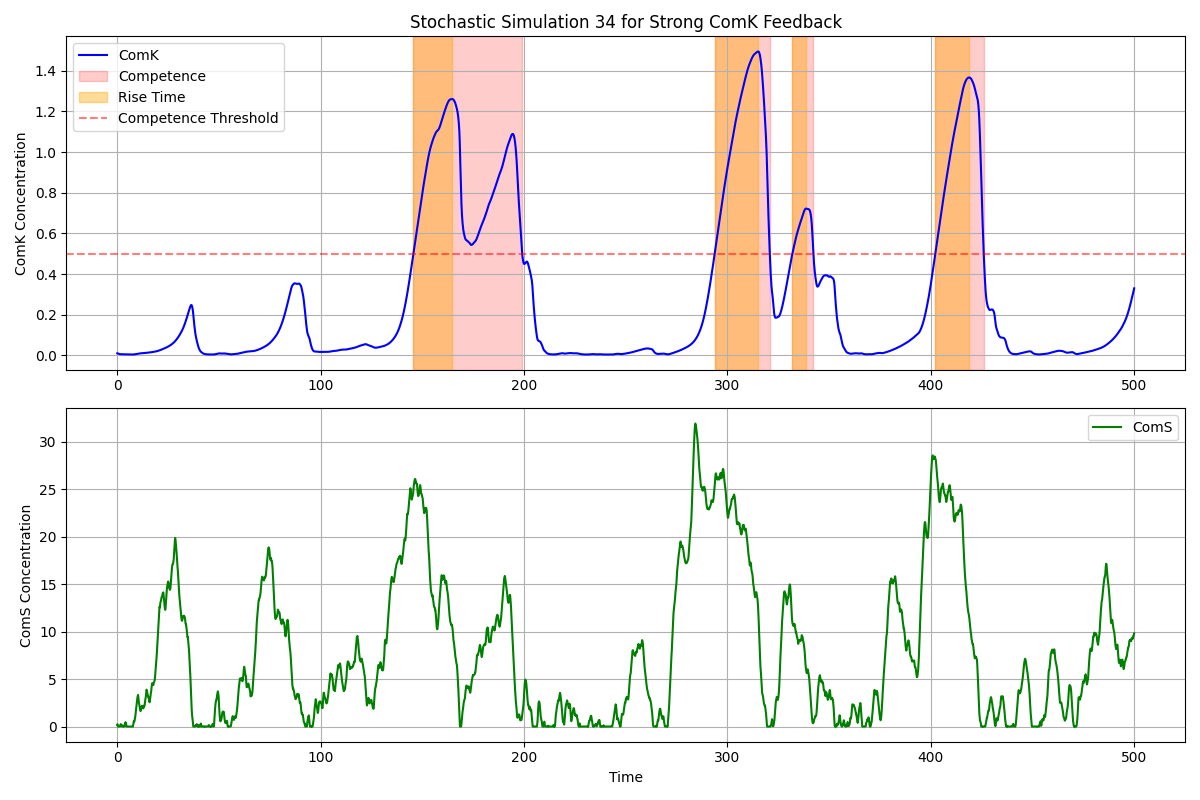 Stochastic Simulation 34 for Strong ComK Feedback
ComK
Competence
Rise Time
Competence Threshold
ComK Concentration
1.4
1.2
1.0
0.8
0.6
0.4
0.2
0.0
0 100 200 300 400 500
ComS
ComS Concentration
30
25
20
15
10
5
0
0 100 200 300 400 500
Time